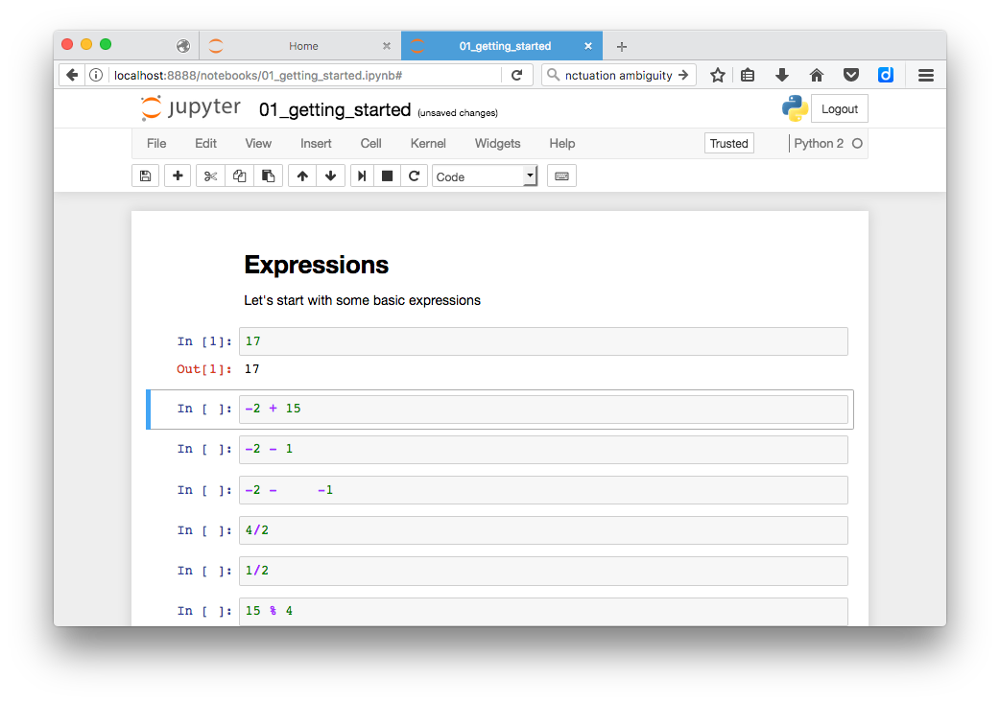 Home
01_getting_started
localhost:8888/notebooks/01_getting_started.ipynb#
nctuation ambiguity
jupyter 01_getting_started (unsaved changes)
Logout
File Edit View Insert Cell Kernel Widgets Help
Trusted
Python 2
Code
Expressions
Let's start with some basic expressions
In [1]: 17
Out[1]: 17
In [ ]: -2 + 15
In [ ]: -2 - 1
In [ ]: -2 -     -1
In [ ]: 4/2
In [ ]: 1/2
In [ ]: 15 % 4